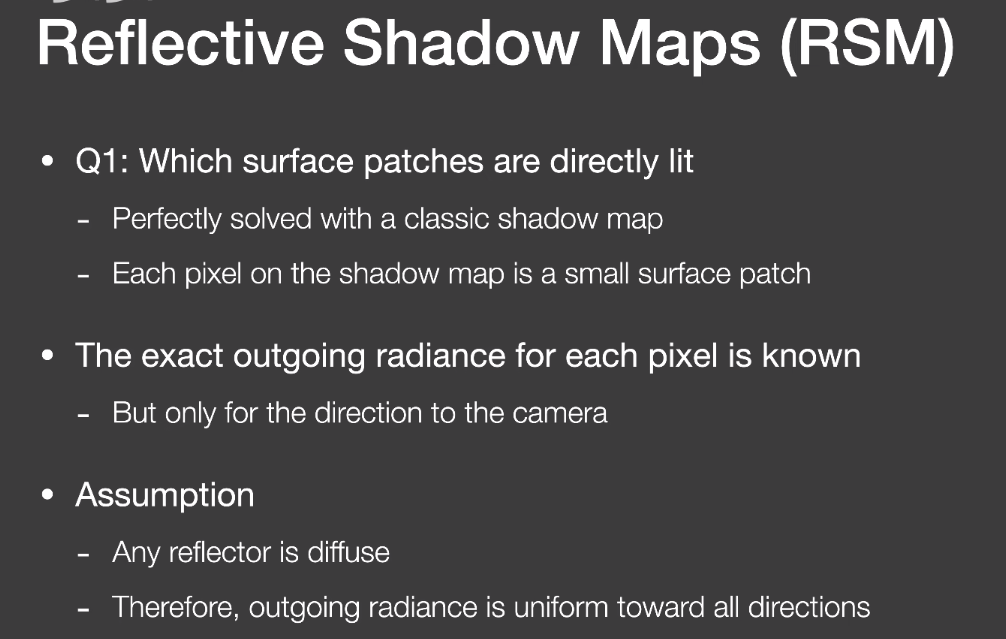 Reflective Shadow Maps (RSM)
• Q1: Which surface patches are directly lit
- Perfectly solved with a classic shadow map
- Each pixel on the shadow map is a small surface patch
• The exact outgoing radiance for each pixel is known
- But only for the direction to the camera
• Assumption
- Any reflector is diffuse
- Therefore, outgoing radiance is uniform toward all directions